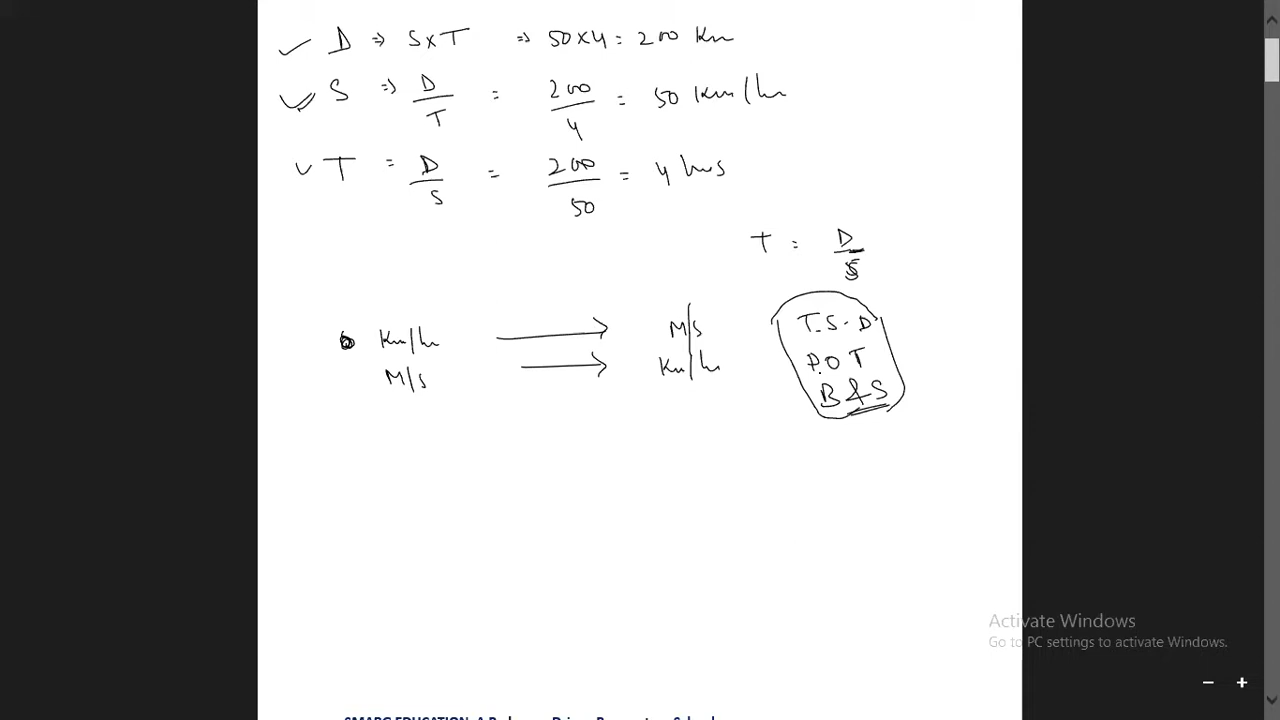 D ⇒ S×T ⇒ 50×4 = 200 Km
S ⇒ D/T = 200/4 = 50 Km/hr
T = D/S = 200/50 = 4 hrs
T = D/S
Km/hr → M/S
M/S → Km/hr
T.S.D
P.O T
B & S
Activate Windows
Go to PC settings to activate Windows.